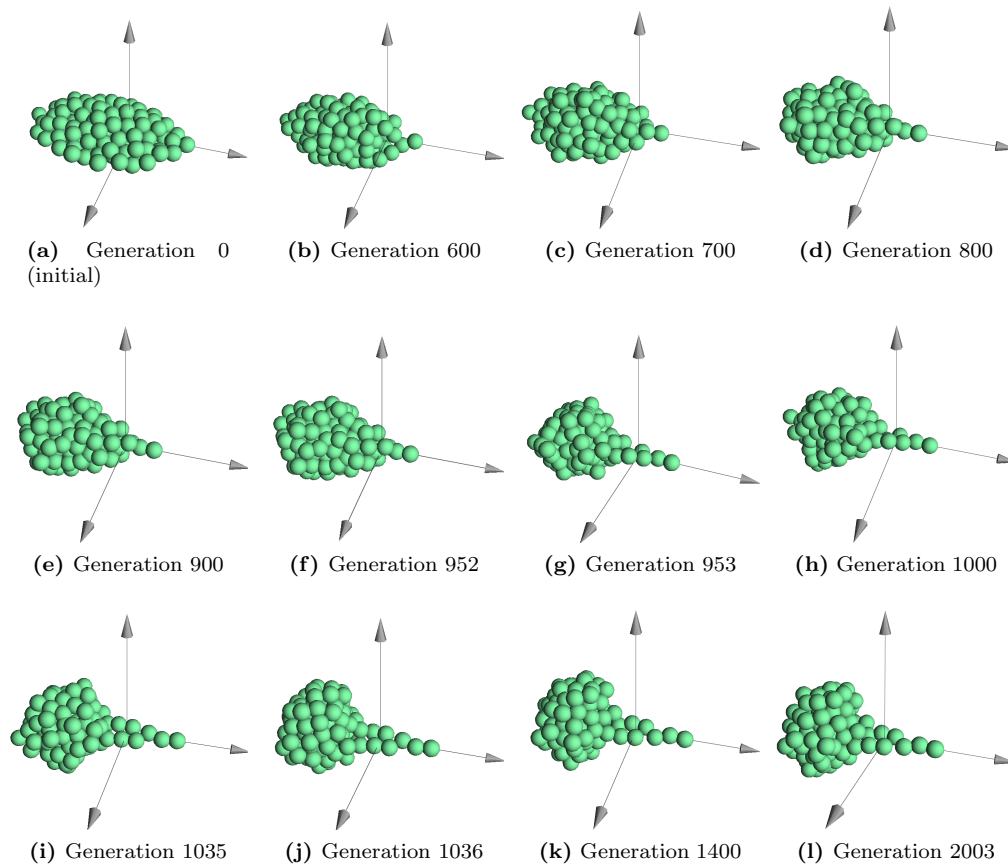 (a) Generation 0
(initial)
(b) Generation 600
(c) Generation 700
(d) Generation 800
(e) Generation 900
(f) Generation 952
(g) Generation 953
(h) Generation 1000
(i) Generation 1035
(j) Generation 1036
(k) Generation 1400
(l) Generation 2003